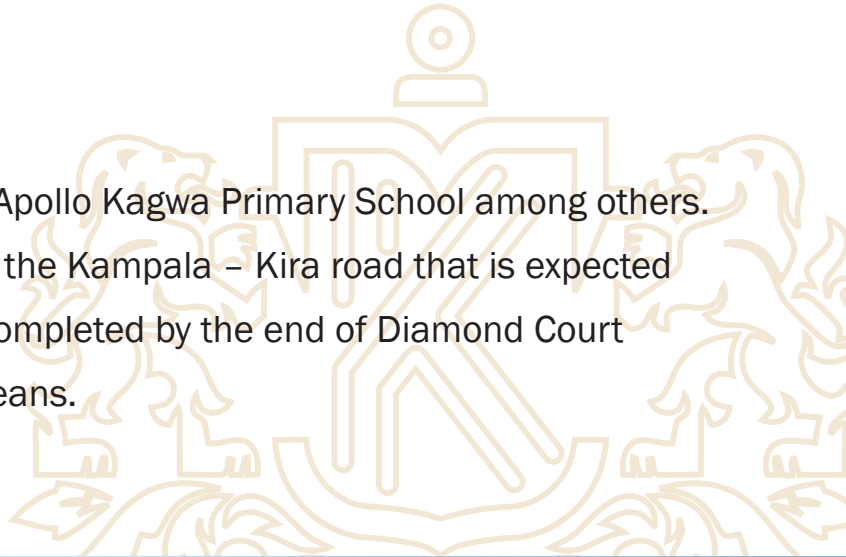 Apollo Kagwa Primary School among others.
the Kampala – Kira road that is expected
ompleted by the end of Diamond Court
eans.